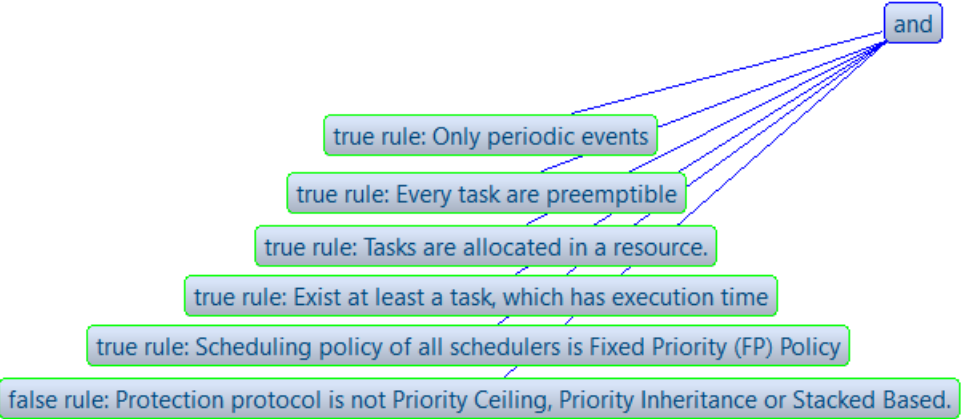 and
true rule: Only periodic events
true rule: Every task are preemptible
true rule: Tasks are allocated in a resource.
true rule: Exist at least a task, which has execution time
true rule: Scheduling policy of all schedulers is Fixed Priority (FP) Policy
false rule: Protection protocol is not Priority Ceiling, Priority Inheritance or Stacked Based.